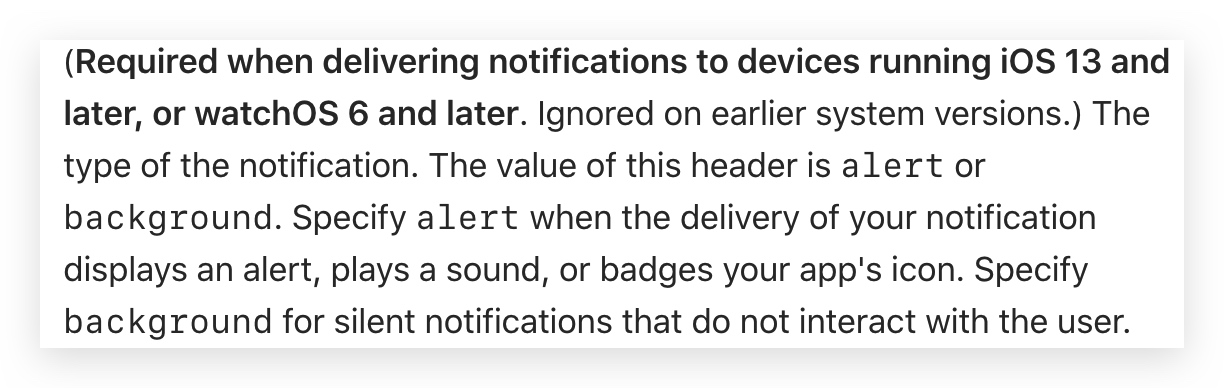 (Required when delivering notifications to devices running iOS 13 and
later, or watchOS 6 and later. Ignored on earlier system versions.) The
type of the notification. The value of this header is alert or
background. Specify alert when the delivery of your notification
displays an alert, plays a sound, or badges your app's icon. Specify
background for silent notifications that do not interact with the user.